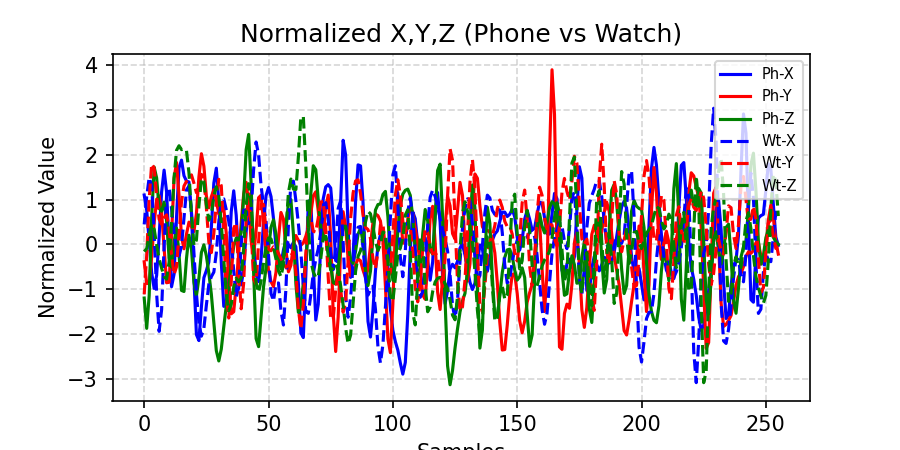 Normalized X,Y,Z (Phone vs Watch)
Normalized Value
4
3
2
1
0
−1
−2
−3
Ph-X
Ph-Y
Ph-Z
Wt-X
Wt-Y
Wt-Z
0 50 100 150 200 250
Samples